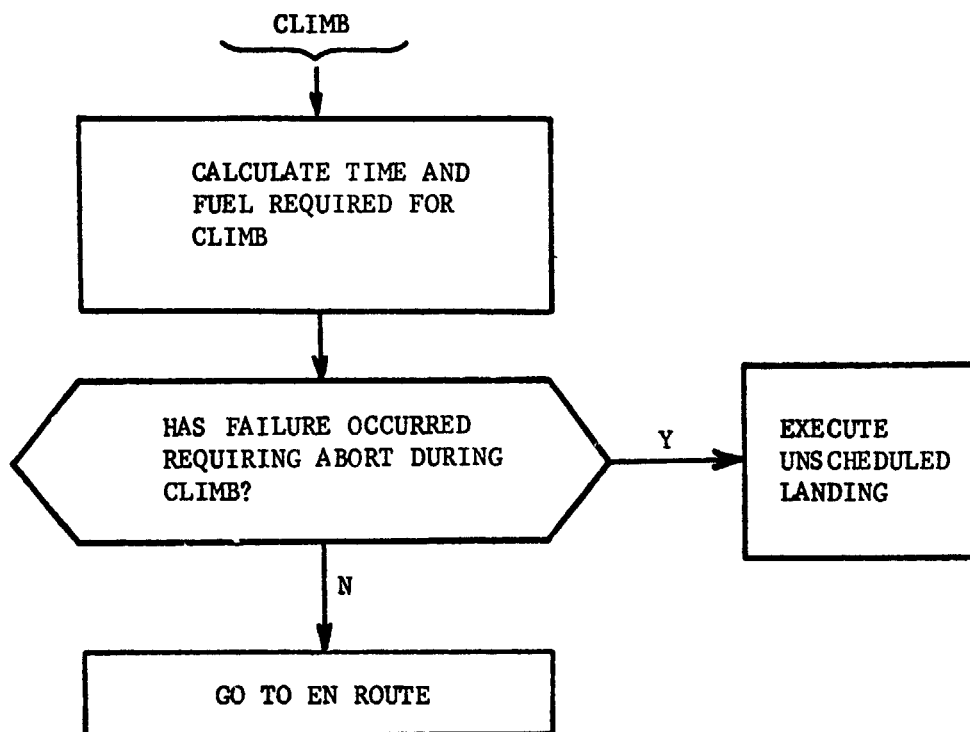 CLIMB
CALCULATE TIME AND
FUEL REQUIRED FOR
CLIMB
HAS FAILURE OCCURRED
REQUIRING ABORT DURING
CLIMB?
Y
EXECUTE
UNSCHEDULED
LANDING
N
GO TO EN ROUTE